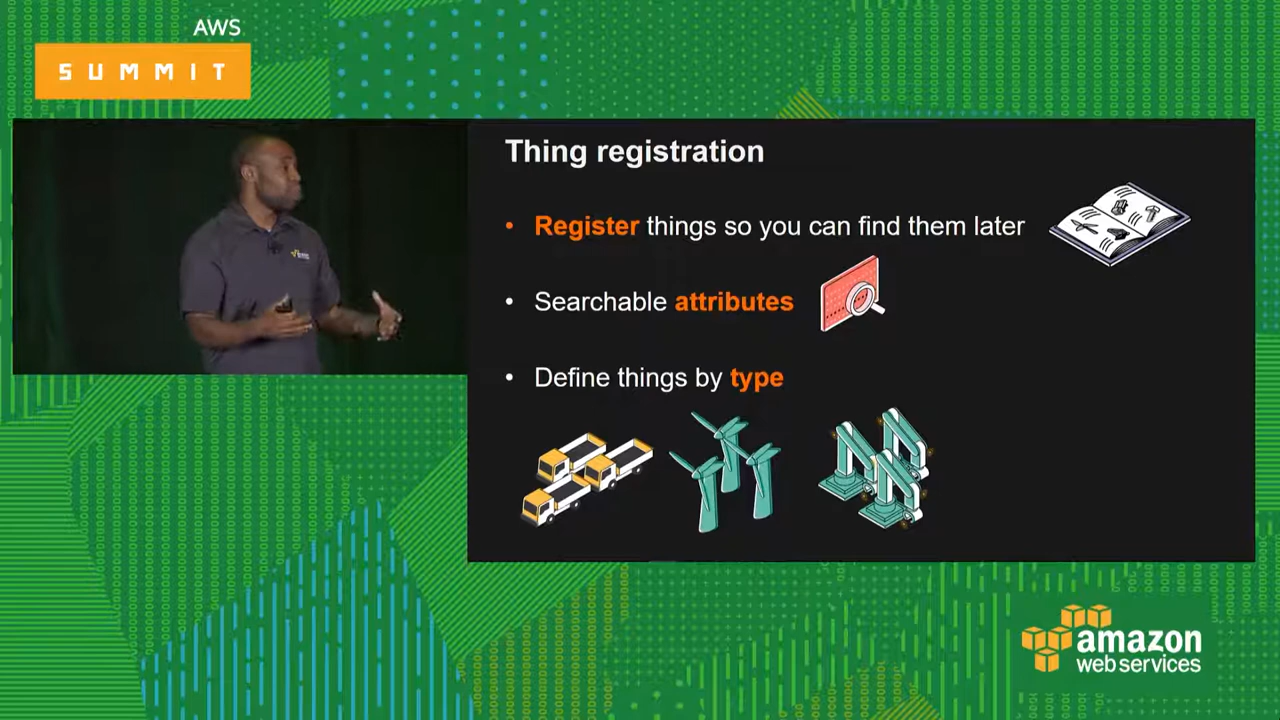 AWS
SUMMIT
Thing registration
• Register things so you can find them later
• Searchable attributes
• Define things by type
amazon
web services